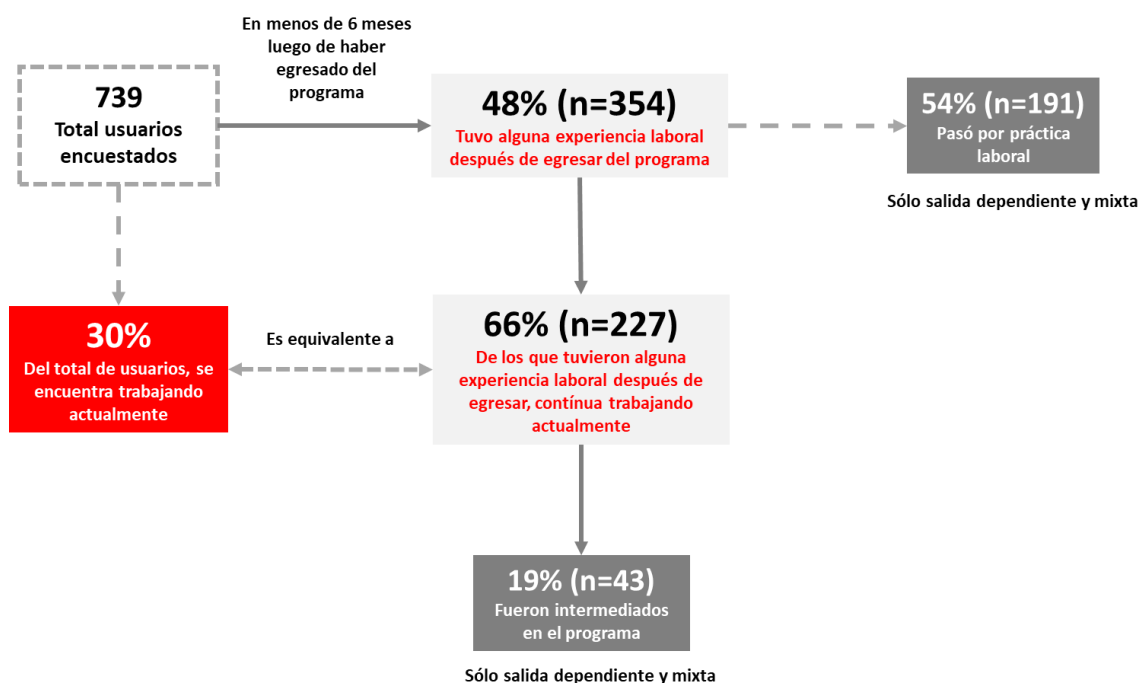 En menos de 6 meses
luego de haber
egresado del
programa
739
Total usuarios
encuestados
48% (n=354)
Tuvo alguna experiencia laboral
después de egresar del programa
54% (n=191)
Pasó por práctica
laboral
Sólo salida dependiente y mixta
30%
Del total de usuarios, se
encuentra trabajando
actualmente
Es equivalente a
66% (n=227)
De los que tuvieron alguna
experiencia laboral después de
egresar, contínua trabajando
actualmente
19% (n=43)
Fueron intermediados
en el programa
Sólo salida dependiente y mixta